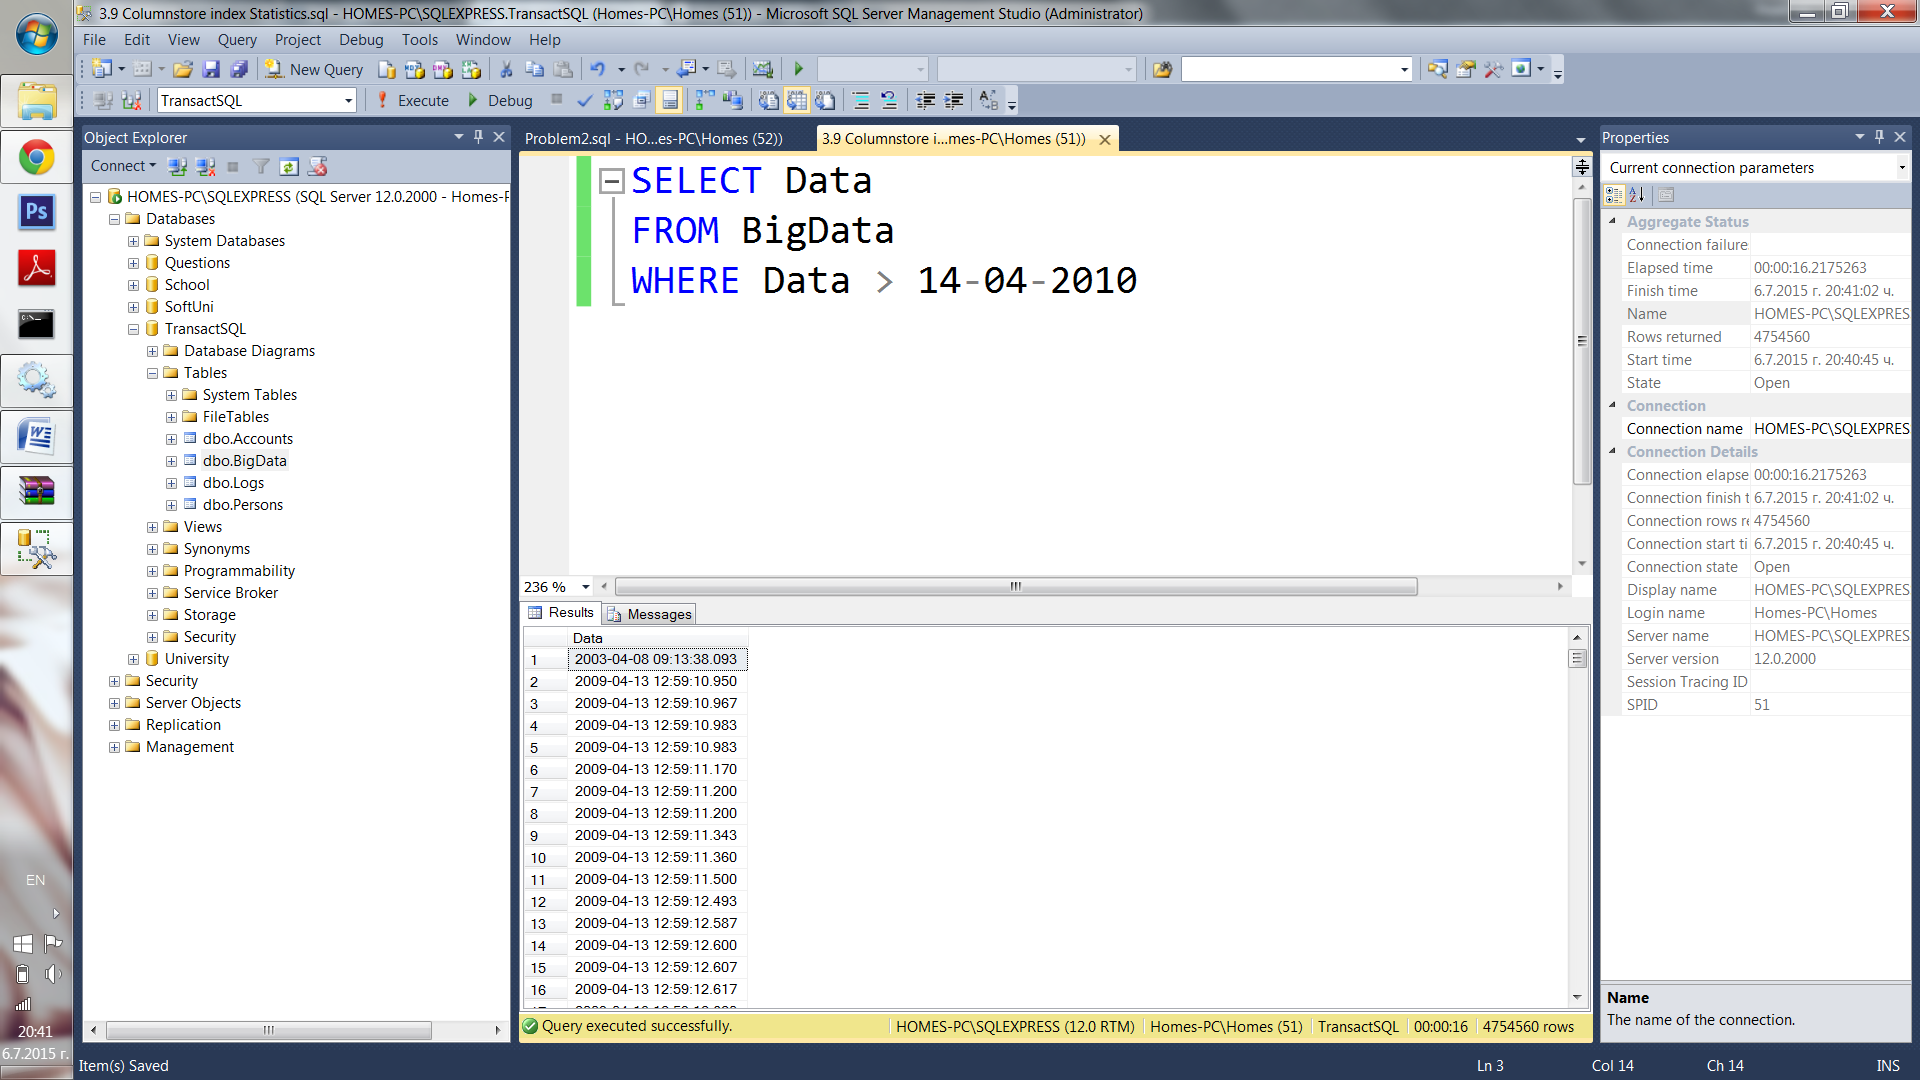 3.9 Columnstore index Statistics.sql - HOMES-PC\SQLEXPRESS.TransactSQL (Homes-PC\Homes (51)) - Microsoft SQL Server Management Studio (Administrator)
File Edit View Query Project Debug Tools Window Help
New Query
TransactSQL Execute Debug
Object Explorer
Connect
HOMES-PC\SQLEXPRESS (SQL Server 12.0.2000 - Homes-P
Databases
System Databases
Questions
School
SoftUni
TransactSQL
Database Diagrams
Tables
System Tables
FileTables
dbo.Accounts
dbo.BigData
dbo.Logs
dbo.Persons
Views
Synonyms
Programmability
Service Broker
Storage
Security
University
Security
Server Objects
Replication
Management
Problem2.sql - HO...es-PC\Homes (52)) 3.9 Columnstore i...mes-PC\Homes (51))
SELECT Data
FROM BigData
WHERE Data > 14-04-2010
236 %
Results Messages
Data
1 2003-04-08 09:13:38.093
2 2009-04-13 12:59:10.950
3 2009-04-13 12:59:10.967
4 2009-04-13 12:59:10.983
5 2009-04-13 12:59:10.983
6 2009-04-13 12:59:11.170
7 2009-04-13 12:59:11.200
8 2009-04-13 12:59:11.200
9 2009-04-13 12:59:11.343
10 2009-04-13 12:59:11.360
11 2009-04-13 12:59:11.500
12 2009-04-13 12:59:12.493
13 2009-04-13 12:59:12.587
14 2009-04-13 12:59:12.600
15 2009-04-13 12:59:12.607
16 2009-04-13 12:59:12.617
Query executed successfully. HOMES-PC\SQLEXPRESS (12.0 RTM) Homes-PC\Homes (51) TransactSQL 00:00:16 4754560 rows
Properties
Current connection parameters
Aggregate Status
Connection failure
Elapsed time 00:00:16.2175263
Finish time 6.7.2015 г. 20:41:02 ч.
Name HOMES-PC\SQLEXPRES
Rows returned 4754560
Start time 6.7.2015 г. 20:40:45 ч.
State Open
Connection
Connection name HOMES-PC\SQLEXPRES
Connection Details
Connection elapse 00:00:16.2175263
Connection finish t 6.7.2015 г. 20:41:02 ч.
Connection rows re 4754560
Connection start ti 6.7.2015 г. 20:40:45 ч.
Connection state Open
Display name HOMES-PC\SQLEXPRES
Login name Homes-PC\Homes
Server name HOMES-PC\SQLEXPRES
Server version 12.0.2000
Session Tracing ID
SPID 51
Name
The name of the connection.
Ps
EN
20:41
6.7.2015 г.
Item(s) Saved Ln 3 Col 14 Ch 14 INS